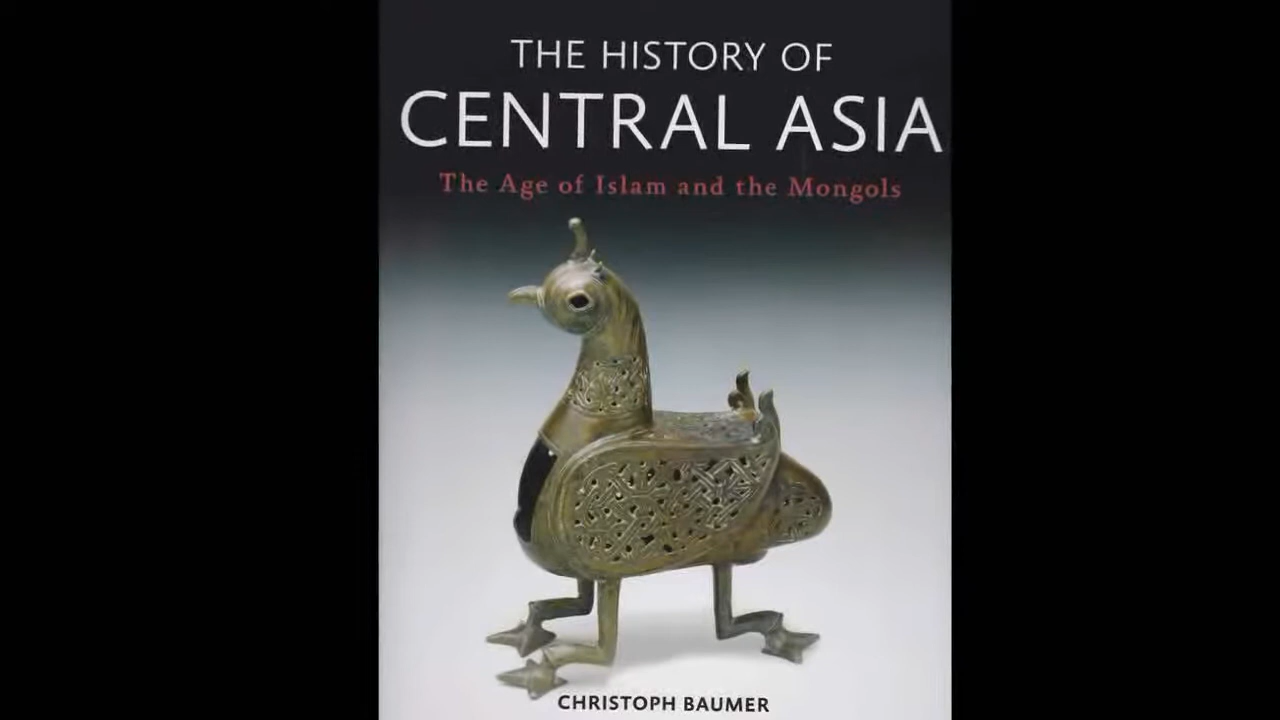 THE HISTORY OF
CENTRAL ASIA
The Age of Islam and the Mongols
CHRISTOPH BAUMER